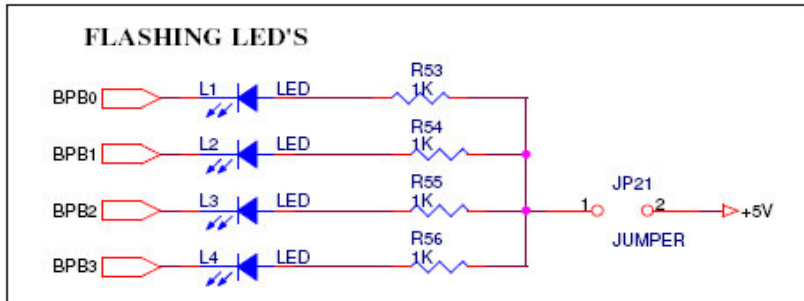 FLASHING LED'S
R53
BPB0 L1 LED 1K
R54
BPB1 L2 LED 1K
R55
BPB2 L3 LED 1K
JP21
1 2 +5V
JUMPER
R56
BPB3 L4 LED 1K